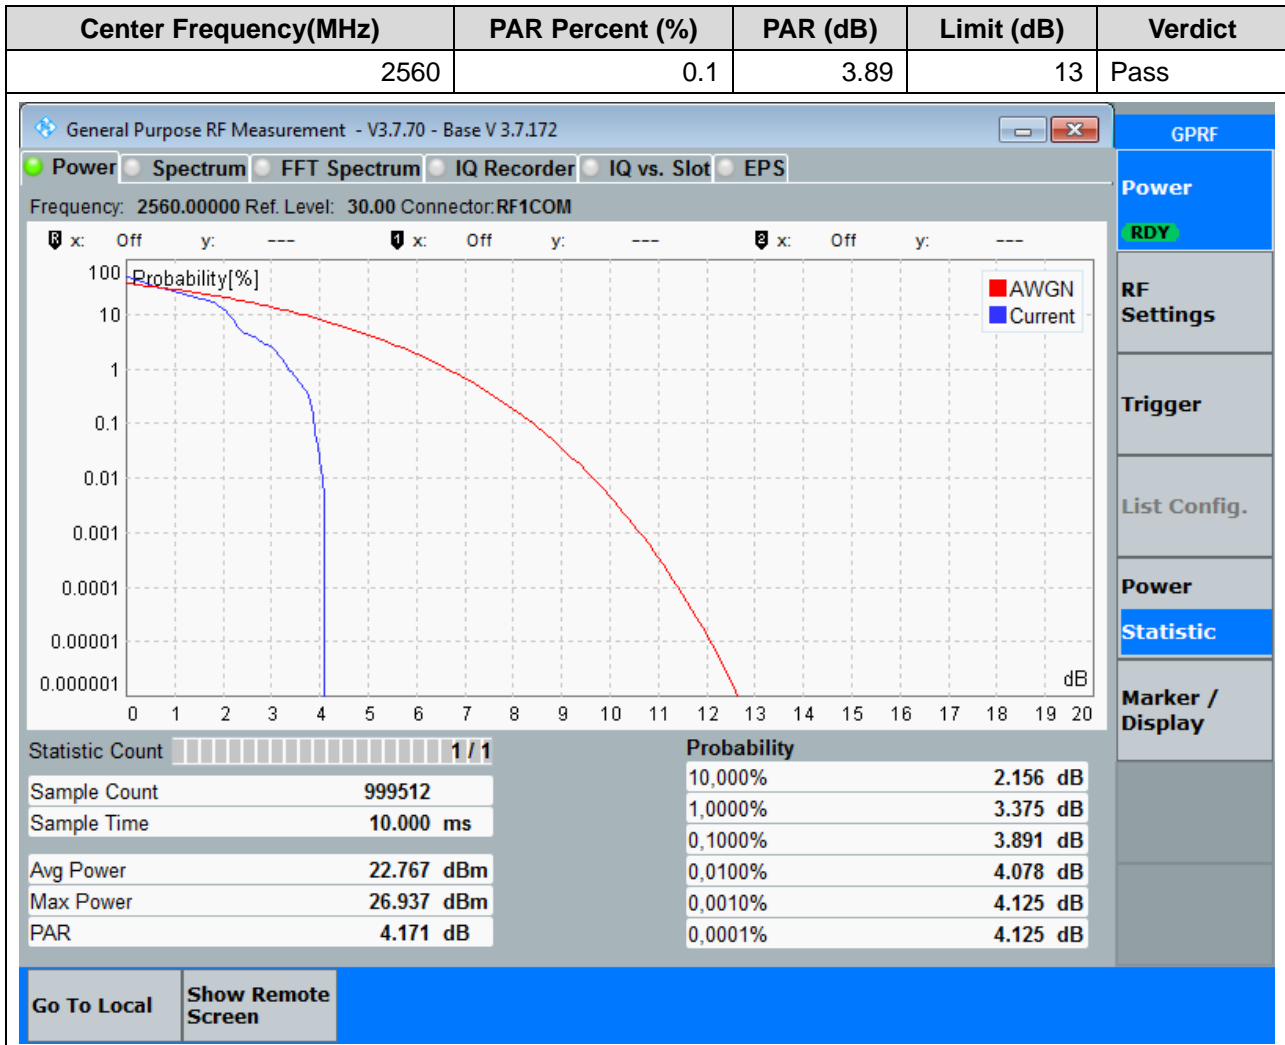 Center Frequency(MHz) PAR Percent (%) PAR (dB) Limit (dB) Verdict
2560 0.1 3.89 13 Pass
General Purpose RF Measurement - V3.7.70 - Base V 3.7.172
GPRF
Power Spectrum FFT Spectrum IQ Recorder IQ vs. Slot EPS
Frequency: 2560.00000 Ref. Level: 30.00 Connector: RF1COM
R x: Off y: --- 1 x: Off y: --- 2 x: Off y: ---
Probability[%]
AWGN
Current
100
10
1
0.1
0.01
0.001
0.0001
0.00001
0.000001
dB
0 1 2 3 4 5 6 7 8 9 10 11 12 13 14 15 16 17 18 19 20
Statistic Count 1 / 1
Sample Count 999512
Sample Time 10.000 ms
Avg Power 22.767 dBm
Max Power 26.937 dBm
PAR 4.171 dB
Probability
10,000% 2.156 dB
1,0000% 3.375 dB
0,1000% 3.891 dB
0,0100% 4.078 dB
0,0010% 4.125 dB
0,0001% 4.125 dB
Power
RDY
RF
Settings
Trigger
List Config.
Power
Statistic
Marker /
Display
Go To Local
Show Remote
Screen